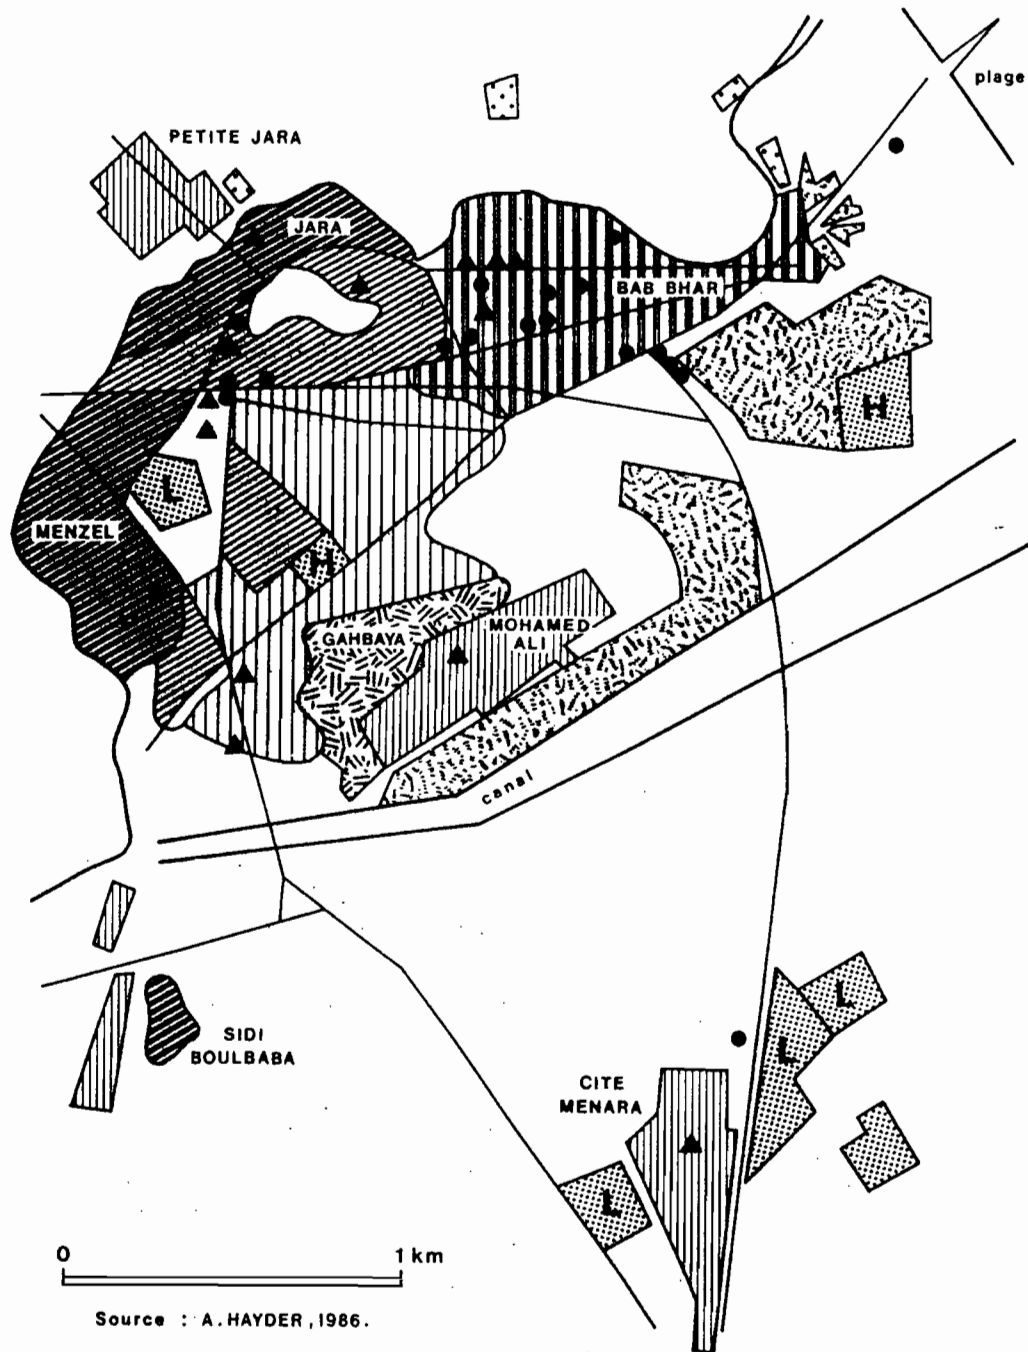 plage
PETITE JARA
JARA
BAB BHAR
H
L
MENZEL
H
GAHBAYA
MOHAMED
ALI
canal
L
L
SIDI
BOULBABA
CITE
MENARA
L
0 1 km
Source : A. HAYDER, 1986.